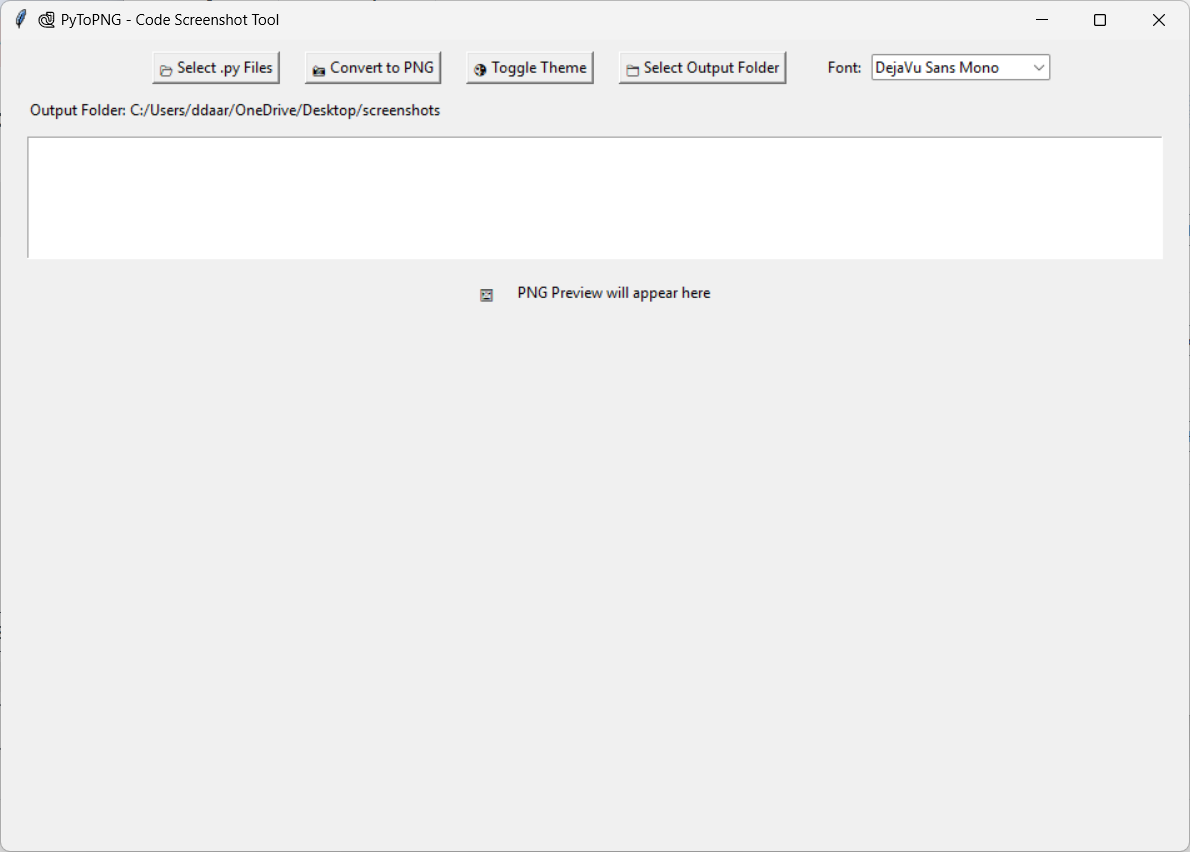 PyToPNG - Code Screenshot Tool
Select .py Files Convert to PNG Toggle Theme Select Output Folder Font: DejaVu Sans Mono
Output Folder: C:/Users/ddaar/OneDrive/Desktop/screenshots
PNG Preview will appear here